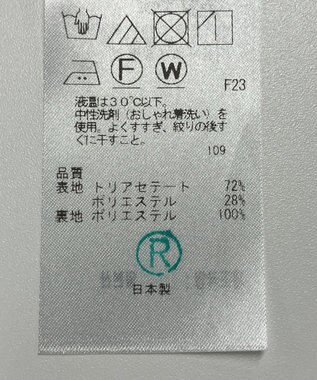 F W
F23
液温は30℃以下。
中性洗剤(おしゃれ着洗い)を
使用。よくすすぎ、絞りの後す
ぐに干すこと。
109
品質
表地 トリアセテート 72%
ポリエステル 28%
裏地 ポリエステル 100%
R
日本製